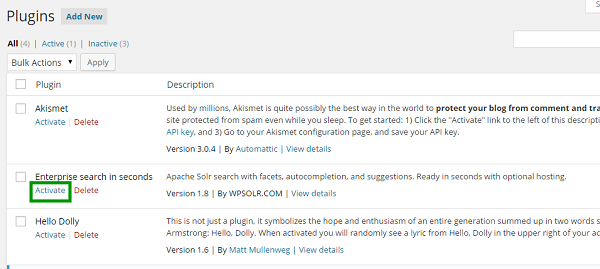 Plugins Add New
S
All (4) | Active (1) | Inactive (3)
Bulk Actions Apply
Plugin Description
Akismet Used by millions, Akismet is quite possibly the best way in the world to protect your blog from comment and tra
Activate | Delete site protected from spam even while you sleep. To get started: 1) Click the "Activate" link to the left of this descripti
API key, and 3) Go to your Akismet configuration page, and save your API key.
Version 3.0.4 | By Automattic | View details
Enterprise search in seconds Apache Solr search with facets, autocompletion, and suggestions. Ready in seconds with optional hosting.
Activate Delete Version 1.8 | By WPSOLR.COM | View details
Hello Dolly This is not just a plugin, it symbolizes the hope and enthusiasm of an entire generation summed up in two words s
Activate | Delete Armstrong: Hello, Dolly. When activated you will randomly see a lyric from Hello, Dolly in the upper right of your ad
Version 1.6 | By Matt Mullenweg | View details